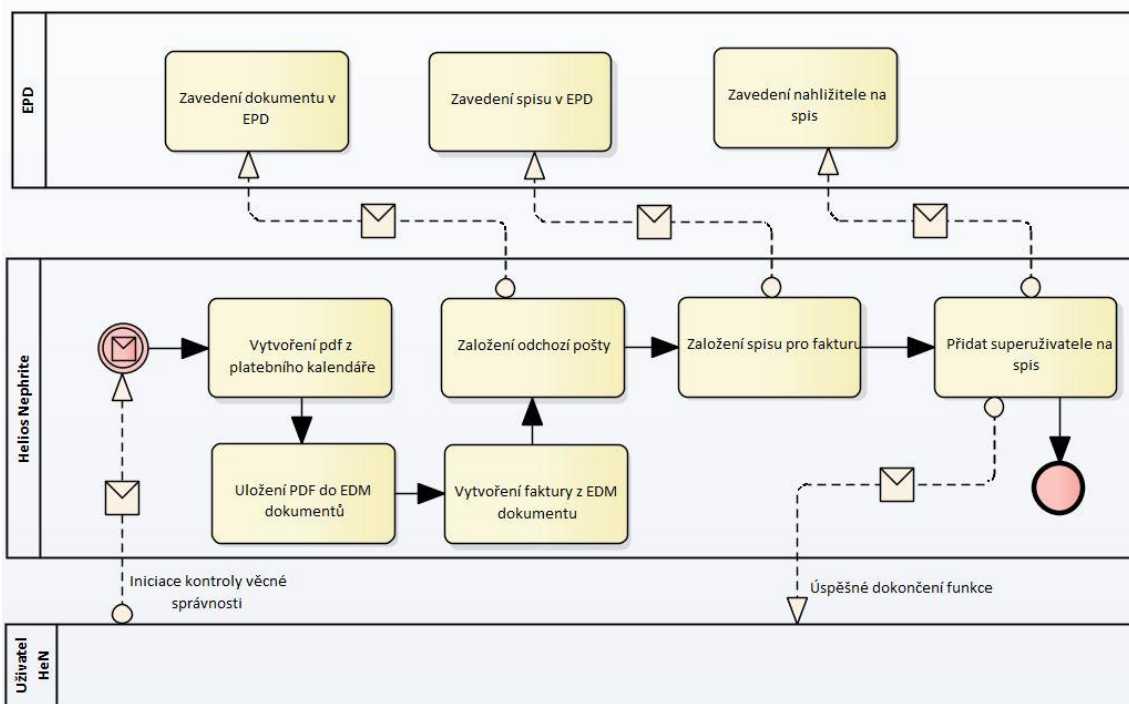 EPD
Zavedení dokumentu v
EPD
Zavedení spisu v EPD
Zavedení nahližitele na
spis
Helios Nephrite
Vytvoření pdf z
platebního kalendáře
Založení odchozí pošty
Založení spisu pro fakturu
Přidat superuživatele na
spis
Uložení PDF do EDM
dokumentů
Vytvoření faktury z EDM
dokumentu
Iniciace kontroly věcné
správnosti
Úspěšné dokončení funkce
Uživatel
HeN